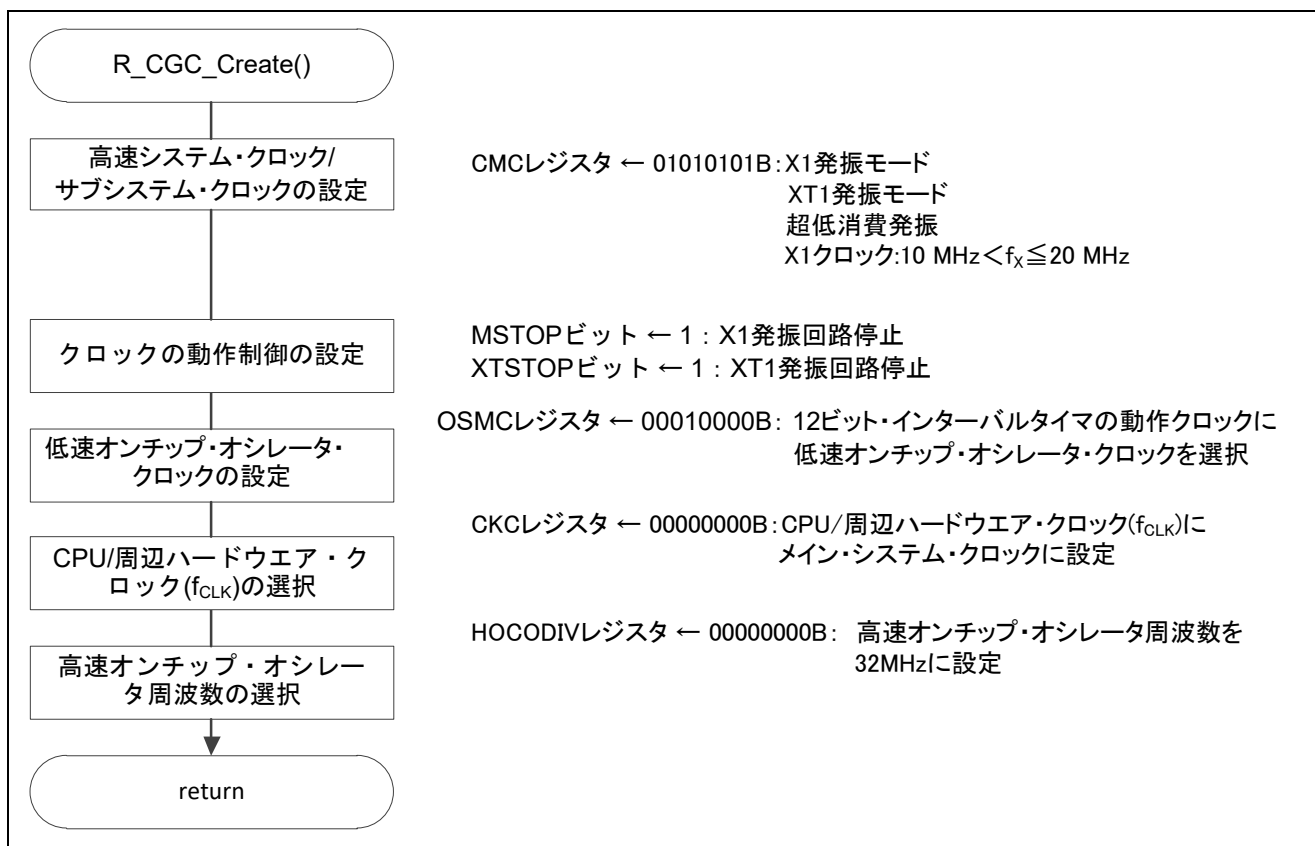 R_CGC_Create()
高速システム・クロック/
サブシステム・クロックの設定
CMCレジスタ ← 01010101B:X1発振モード
XT1発振モード
超低消費発振
X1クロック:10 MHz<fX≦20 MHz
クロックの動作制御の設定
MSTOPビット ← 1 : X1発振回路停止
XTSTOPビット ← 1 : XT1発振回路停止
低速オンチップ・オシレータ・
クロックの設定
OSMCレジスタ ← 00010000B: 12ビット・インターバルタイマの動作クロックに
低速オンチップ・オシレータ・クロックを選択
CPU/周辺ハードウエア・ク
ロック(fCLK)の選択
CKCレジスタ ← 00000000B:CPU/周辺ハードウエア・クロック(fCLK)に
メイン・システム・クロックに設定
高速オンチップ・オシレー
タ周波数の選択
HOCODIVレジスタ ← 00000000B: 高速オンチップ・オシレータ周波数を
32MHzに設定
return